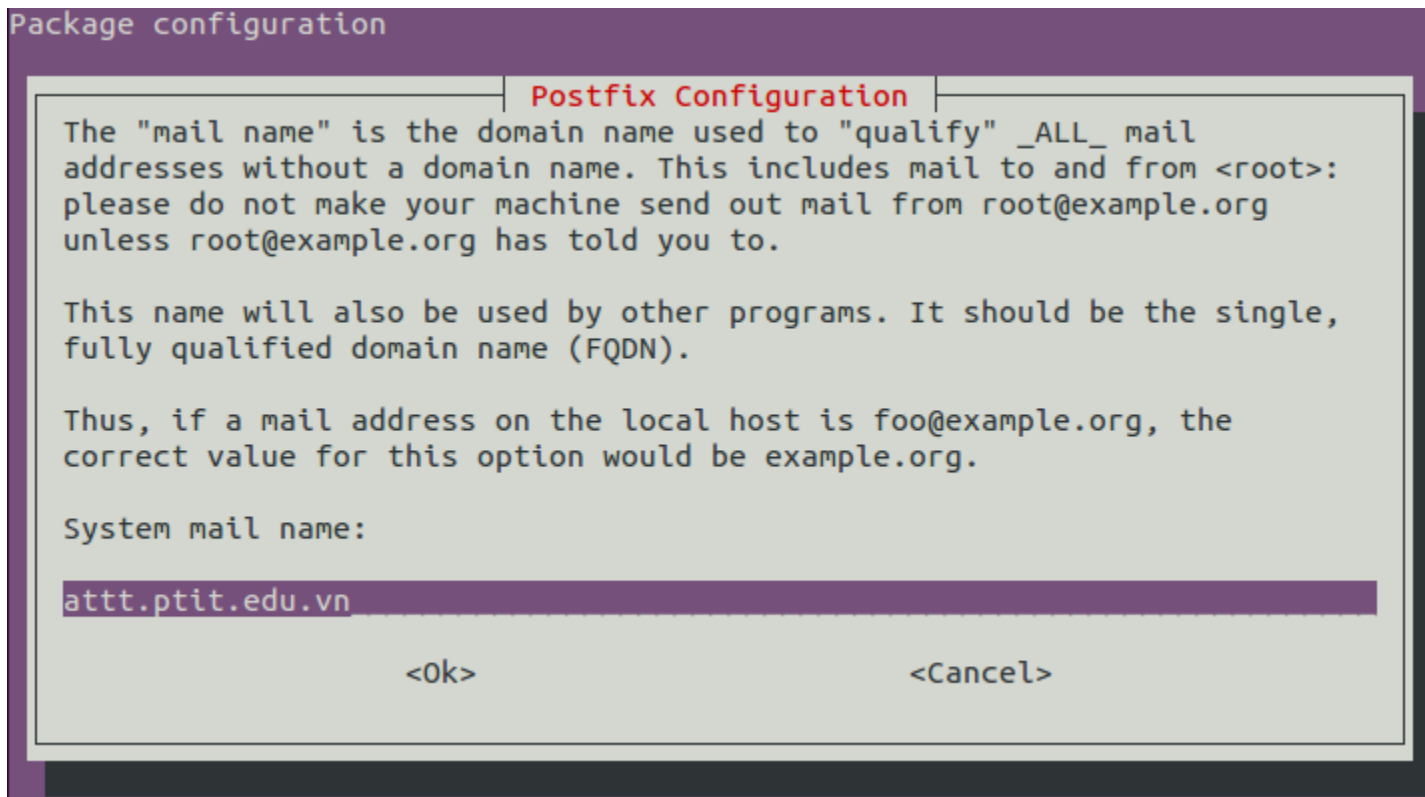 Package configuration
Postfix Configuration
The "mail name" is the domain name used to "qualify" _ALL_ mail
addresses without a domain name. This includes mail to and from <root>:
please do not make your machine send out mail from root@example.org
unless root@example.org has told you to.
This name will also be used by other programs. It should be the single,
fully qualified domain name (FQDN).
Thus, if a mail address on the local host is foo@example.org, the
correct value for this option would be example.org.
System mail name:
attt.ptit.edu.vn
<Ok> <Cancel>